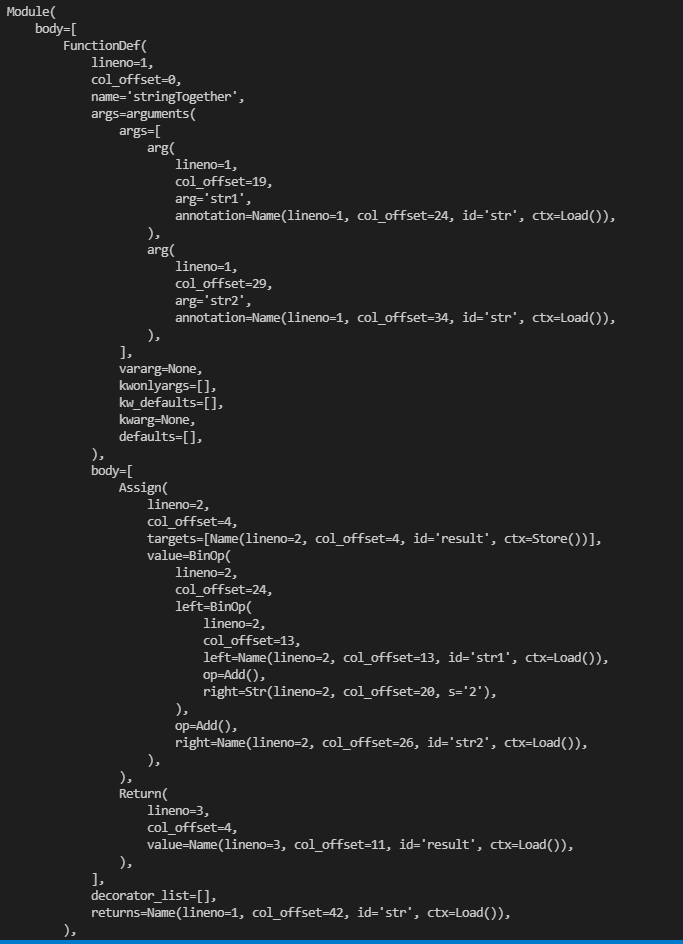 Module(
    body=[
        FunctionDef(
            lineno=1,
            col_offset=0,
            name='stringTogether',
            args=arguments(
                args=[
                    arg(
                        lineno=1,
                        col_offset=19,
                        arg='str1',
                        annotation=Name(lineno=1, col_offset=24, id='str', ctx=Load()),
                    ),
                    arg(
                        lineno=1,
                        col_offset=29,
                        arg='str2',
                        annotation=Name(lineno=1, col_offset=34, id='str', ctx=Load()),
                    ),
                ],
                vararg=None,
                kwonlyargs=[],
                kw_defaults=[],
                kwarg=None,
                defaults=[],
            ),
            body=[
                Assign(
                    lineno=2,
                    col_offset=4,
                    targets=[Name(lineno=2, col_offset=4, id='result', ctx=Store())],
                    value=BinOp(
                        lineno=2,
                        col_offset=24,
                        left=BinOp(
                            lineno=2,
                            col_offset=13,
                            left=Name(lineno=2, col_offset=13, id='str1', ctx=Load()),
                            op=Add(),
                            right=Str(lineno=2, col_offset=20, s='2'),
                        ),
                        op=Add(),
                        right=Name(lineno=2, col_offset=26, id='str2', ctx=Load()),
                    ),
                ),
                Return(
                    lineno=3,
                    col_offset=4,
                    value=Name(lineno=3, col_offset=11, id='result', ctx=Load()),
                ),
            ],
            decorator_list=[],
            returns=Name(lineno=1, col_offset=42, id='str', ctx=Load()),
        ),